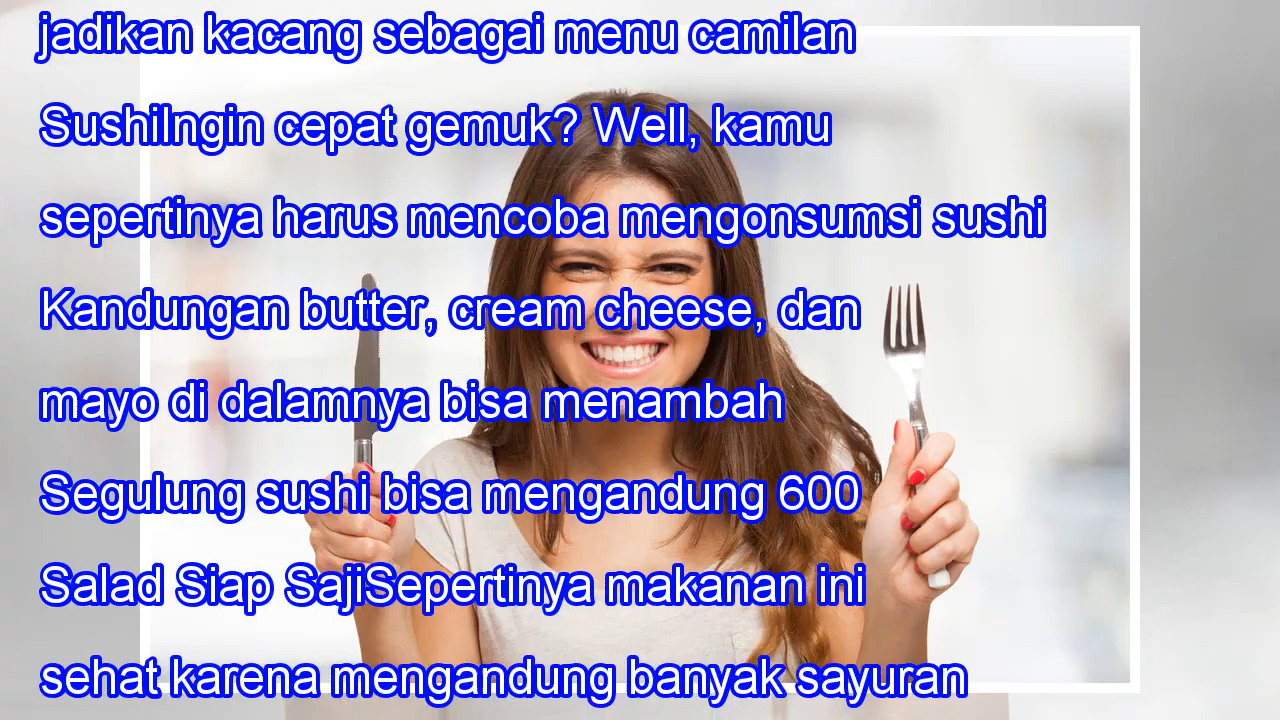 jadikan kacang sebagai menu camilan
SushiIngin cepat gemuk? Well, kamu
sepertinya harus mencoba mengonsumsi sushi
Kandungan butter, cream cheese, dan
mayo di dalamnya bisa menambah
Segulung sushi bisa mengandung 600
Salad Siap SajiSepertinya makanan ini
sehat karena mengandung banyak sayuran